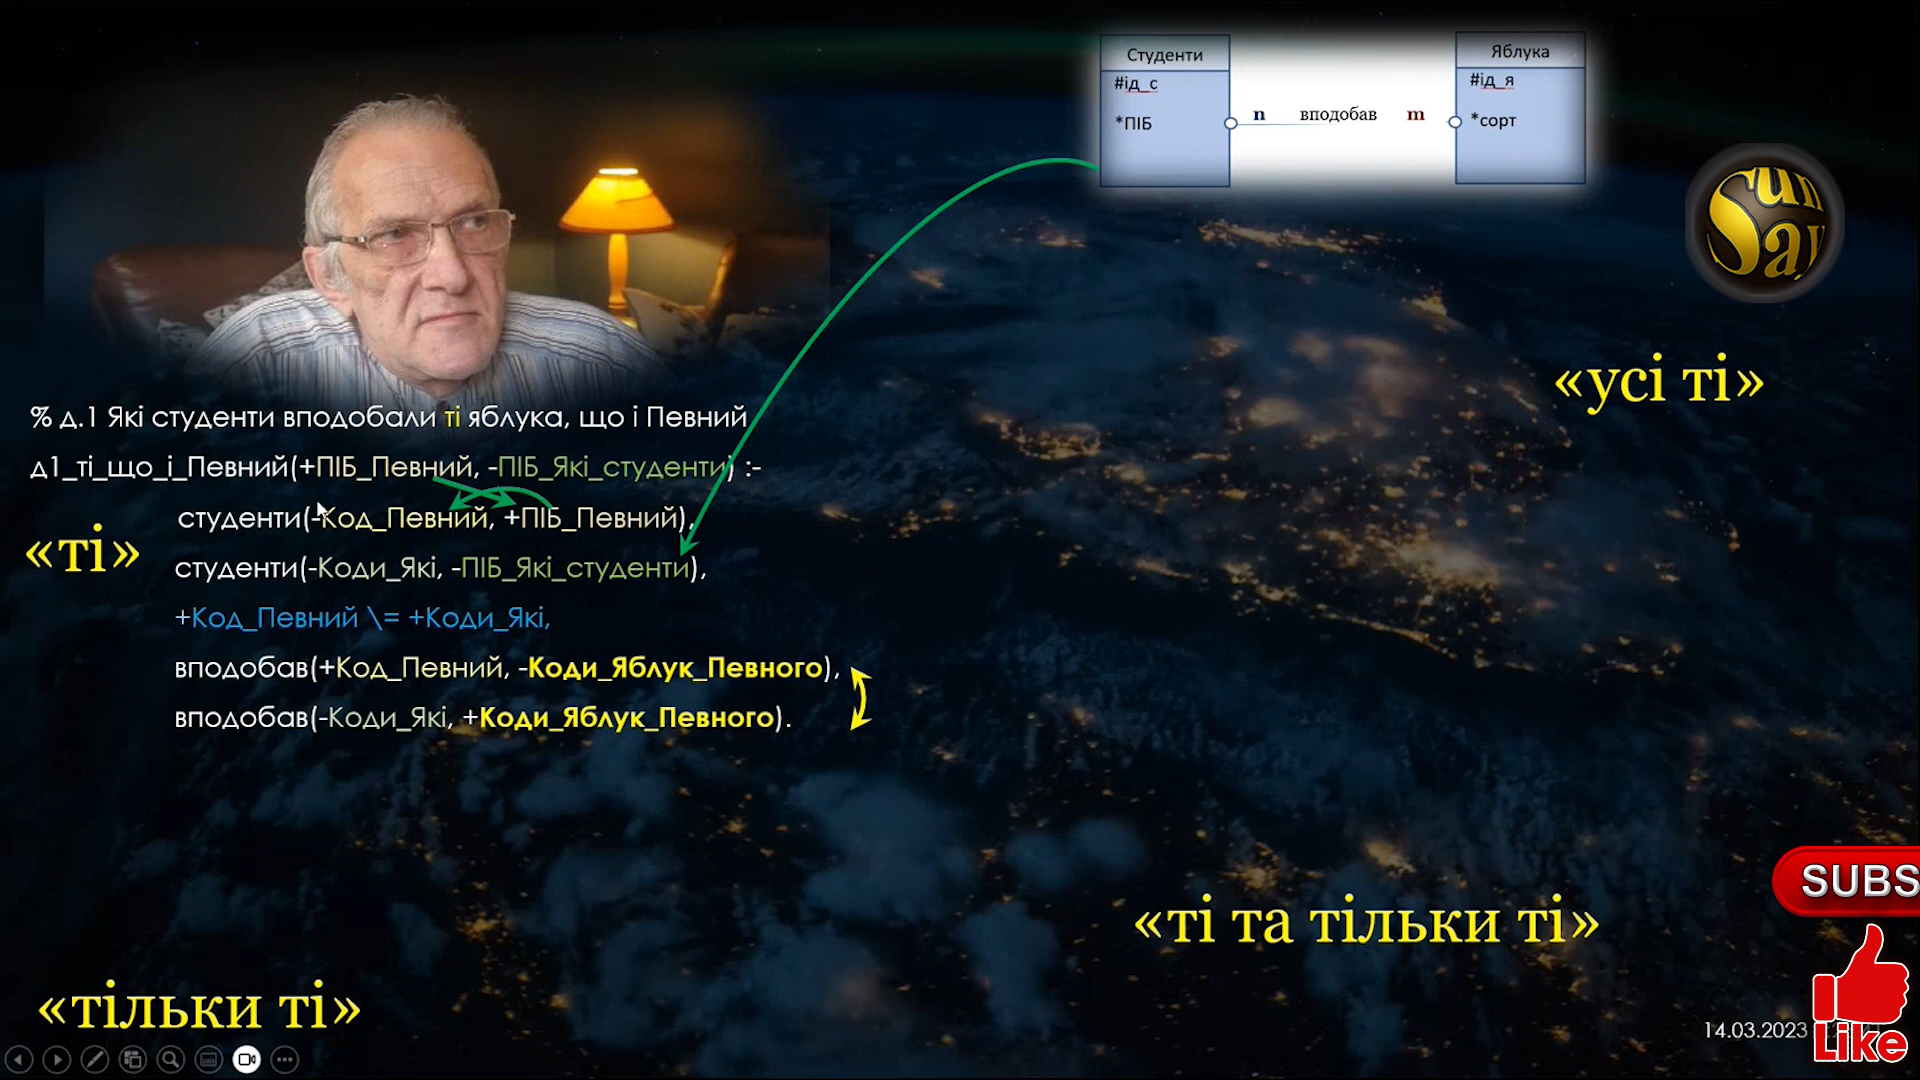 Студенти
#ід_с
*ПІБ
n вподобав m
Яблука
#ід_я
*сорт
Sun
Say
«усі ті»
% д.1 Які студенти вподобали ті яблука, що і Певний
д1_ті_що_і_Певний(+ПІБ_Певний, -ПІБ_Які_студенти) :-
студенти(-Код_Певний, +ПІБ_Певний),
студенти(-Коди_Які, -ПІБ_Які_студенти),
+Код_Певний \= +Коди_Які,
вподобав(+Код_Певний, -Коди_Яблук_Певного),
вподобав(-Коди_Які, +Коди_Яблук_Певного).
«ті»
«ті та тільки ті»
«тільки ті»
SUBS
14.03.2023
Like